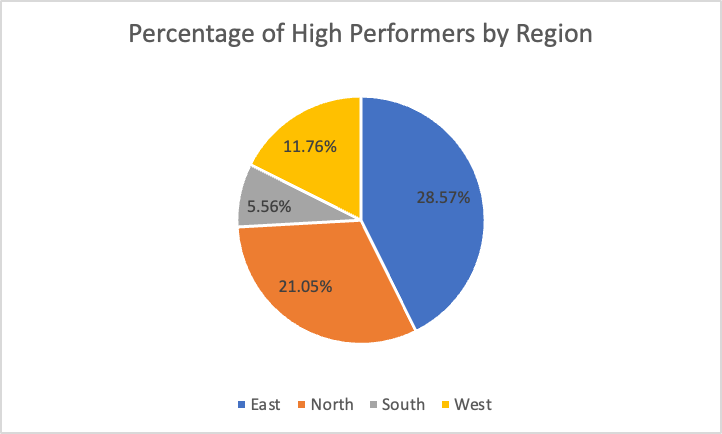 Percentage of High Performers by Region
11.76%
28.57%
5.56%
21.05%
East North South West